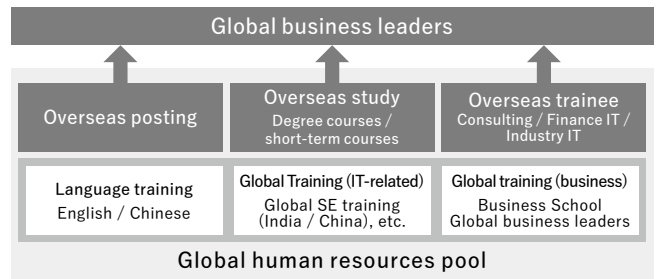 Global business leaders
Overseas posting
Overseas study
Degree courses /
short-term courses
Overseas trainee
Consulting / Finance IT /
Industry IT
Language training
English / Chinese
Global Training (IT-related)
Global SE training
(India / China), etc.
Global training (business)
Business School
Global business leaders
Global human resources pool